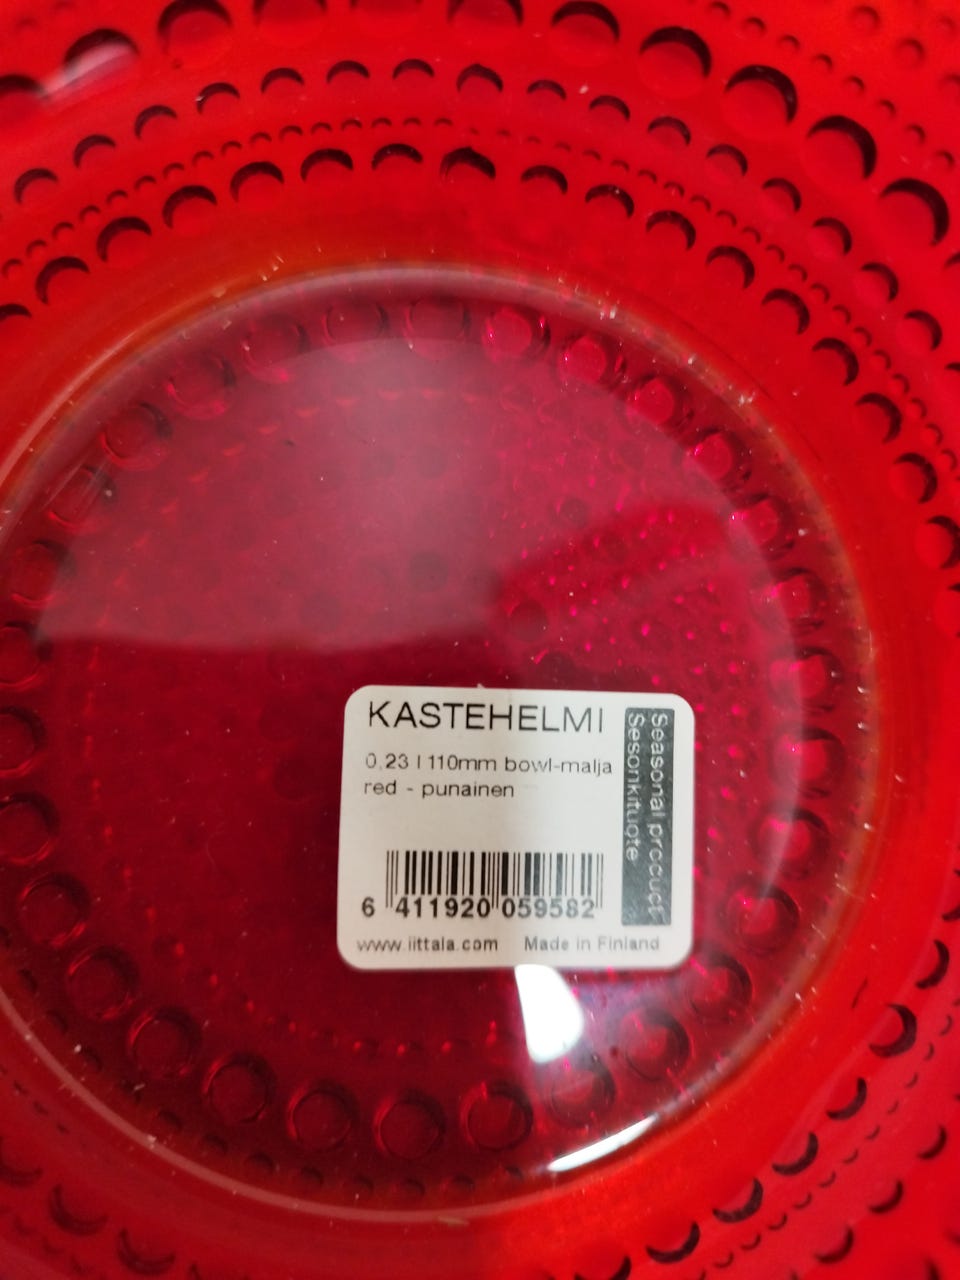 KASTEHELMI
0,23 l 110mm bowl-malja
red - punainen
Seasonal product
Sesonkituote
6 411920 059582
www.iittala.com Made in Finland